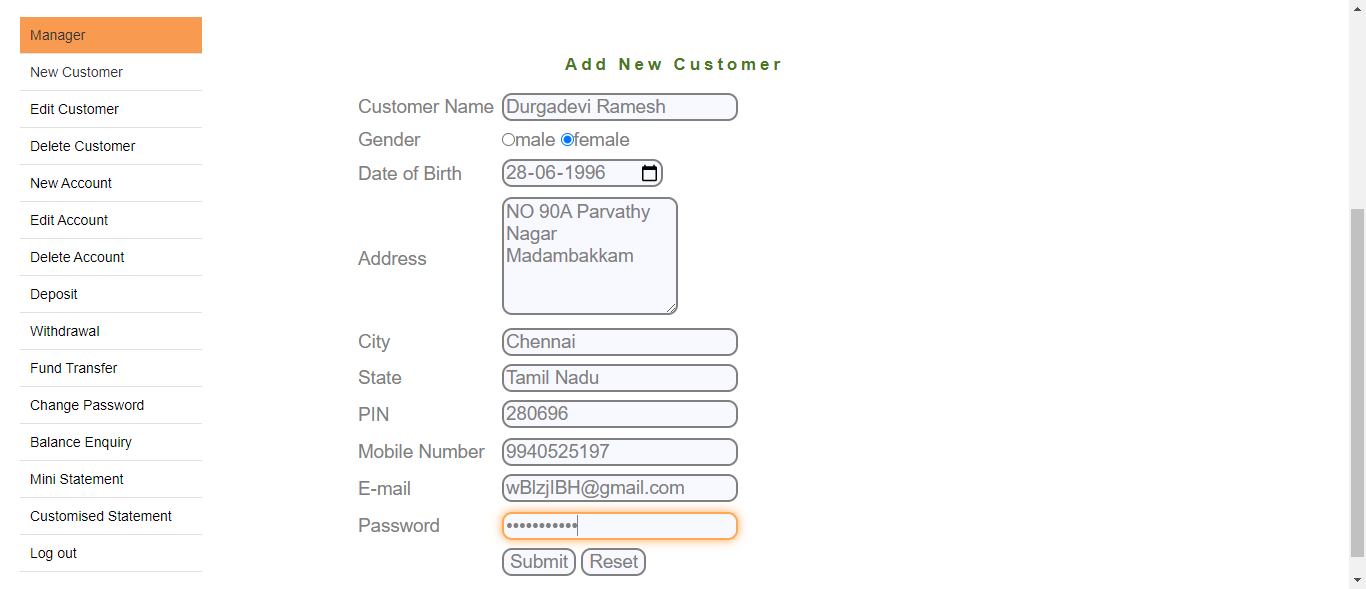 Manager
New Customer
Edit Customer
Delete Customer
New Account
Edit Account
Delete Account
Deposit
Withdrawal
Fund Transfer
Change Password
Balance Enquiry
Mini Statement
Customised Statement
Log out
Add New Customer
Customer Name Durgadevi Ramesh
Gender male female
Date of Birth 28-06-1996
Address
NO 90A Parvathy
Nagar
Madambakkam
City Chennai
State Tamil Nadu
PIN 280696
Mobile Number 9940525197
E-mail wBlzjIBH@gmail.com
Password •••••••••••
Submit Reset